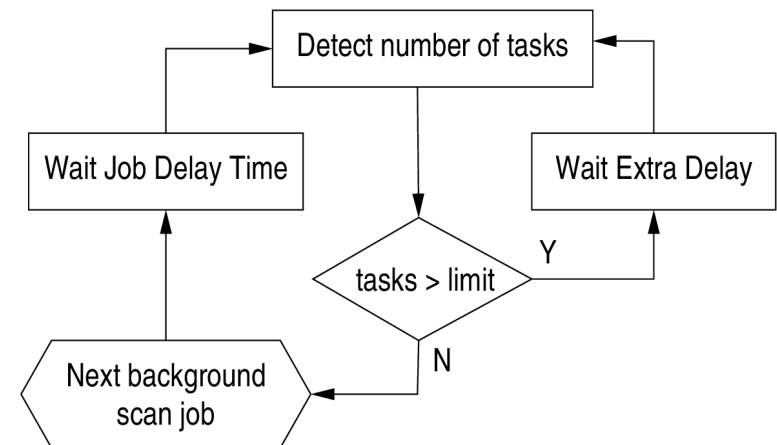 Detect number of tasks
Wait Job Delay Time
Wait Extra Delay
tasks > limit
Y
N
Next background
scan job